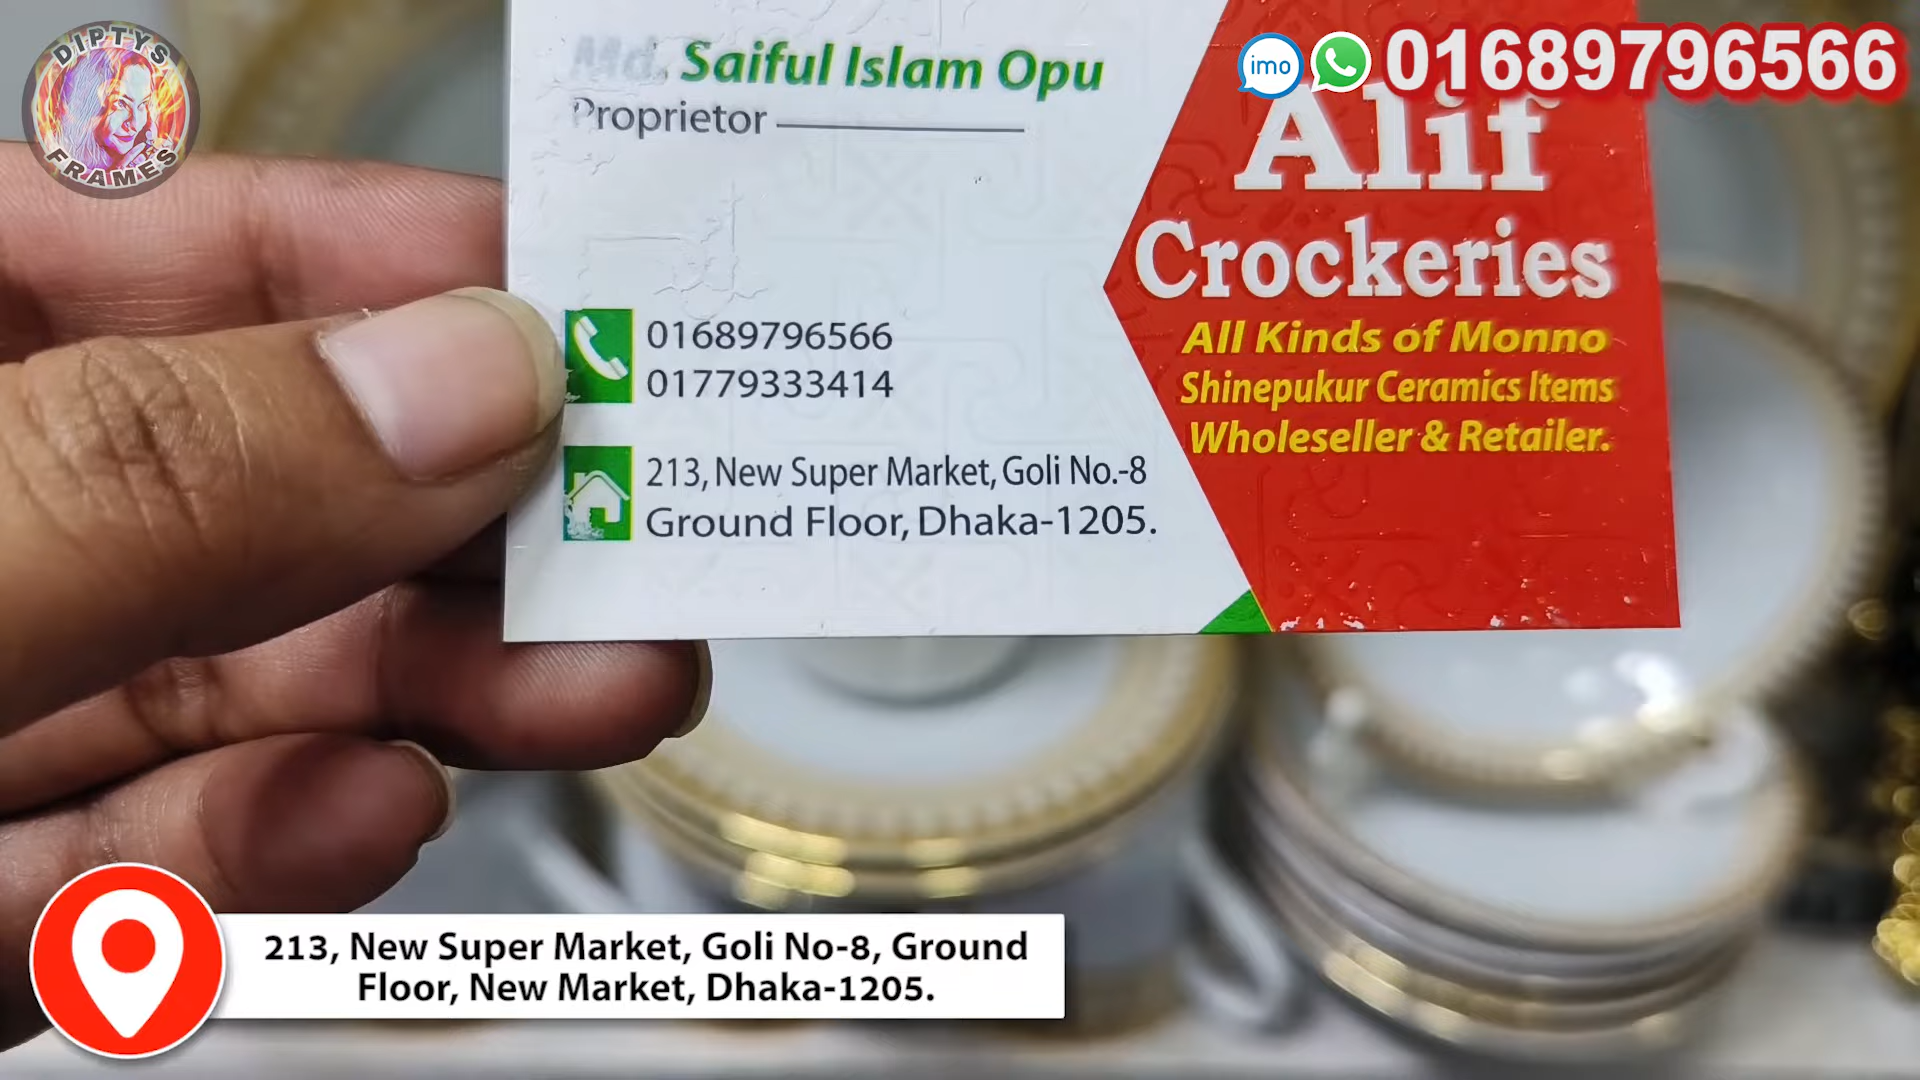 DIPTYS
FRAMES
imo
01689796566
Md. Saiful Islam Opu
Proprietor
Alif
Crockeries
All Kinds of Monno
Shinepukur Ceramics Items
Wholeseller & Retailer.
01689796566
01779333414
213, New Super Market, Goli No.-8
Ground Floor, Dhaka-1205.
213, New Super Market, Goli No-8, Ground
Floor, New Market, Dhaka-1205.